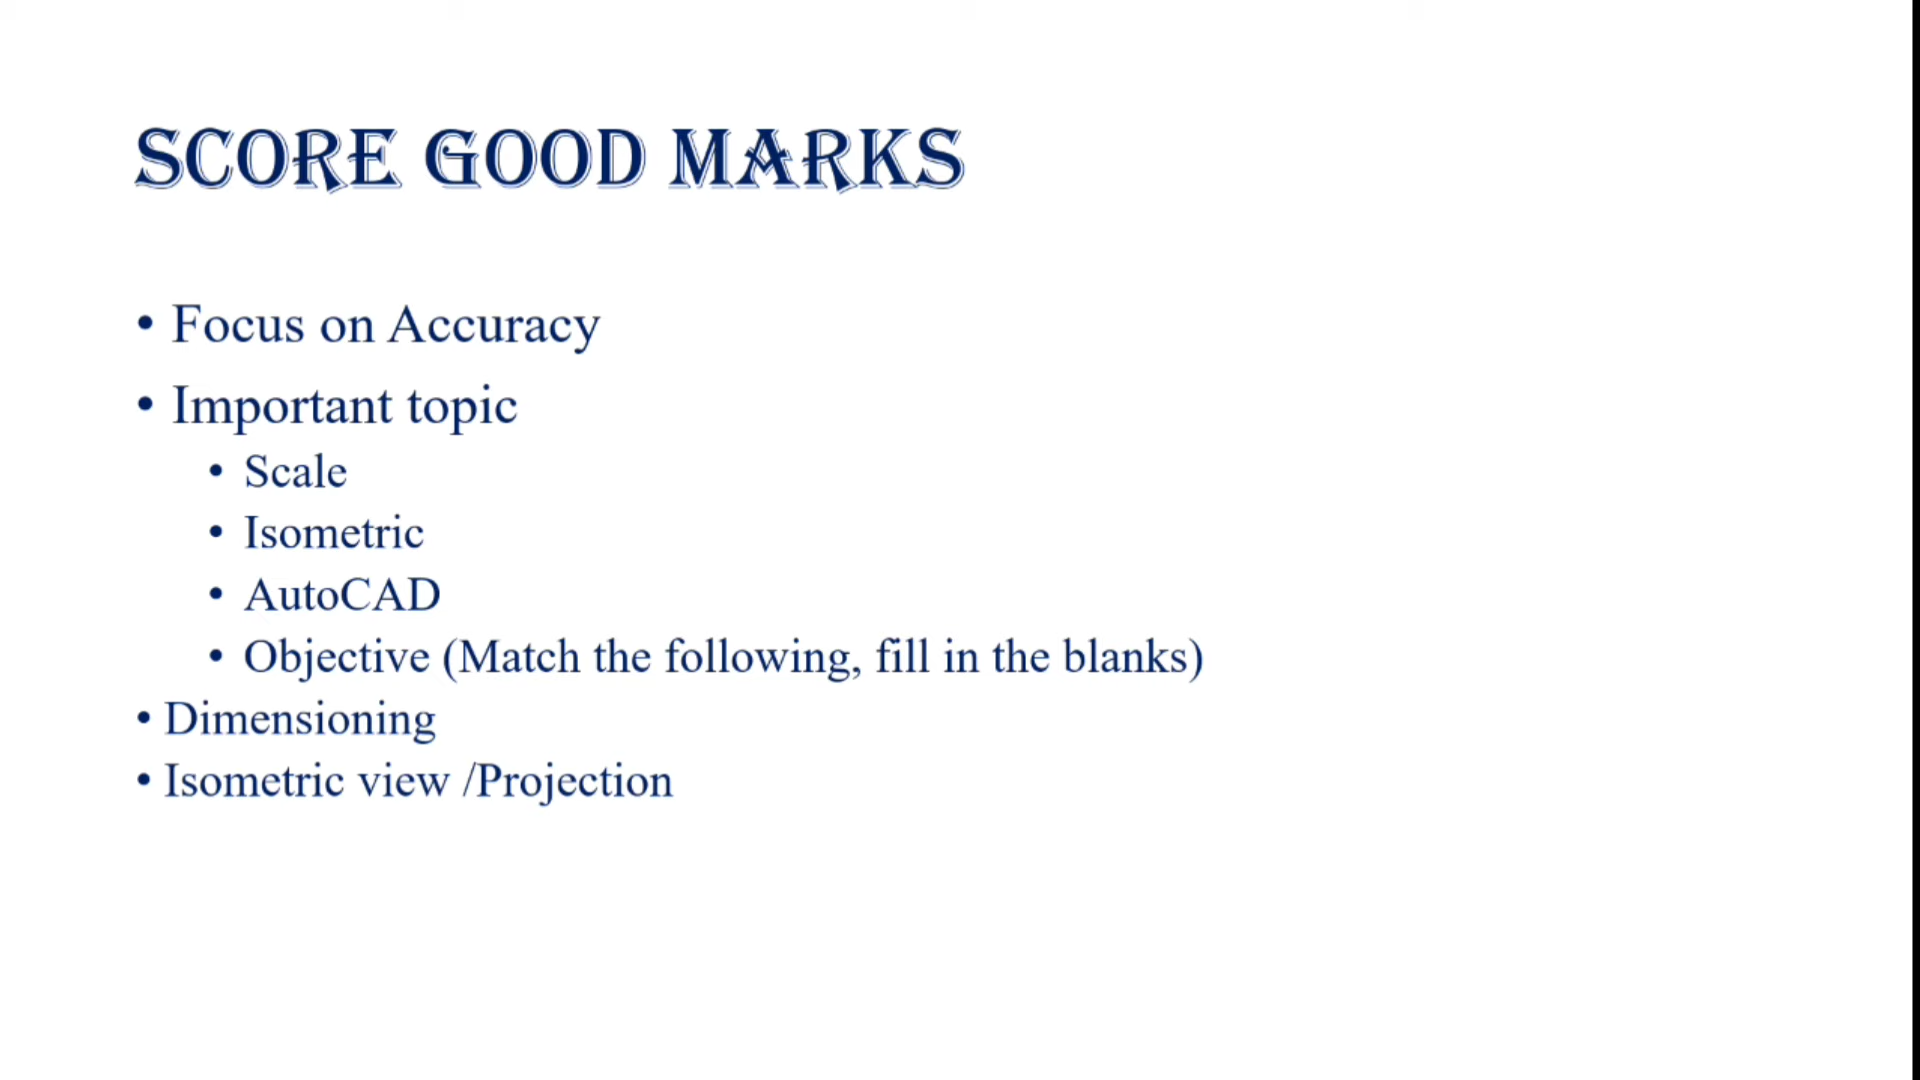 SCORE GOOD MARKS
• Focus on Accuracy
• Important topic
• Scale
• Isometric
• AutoCAD
• Objective (Match the following, fill in the blanks)
• Dimensioning
• Isometric view /Projection